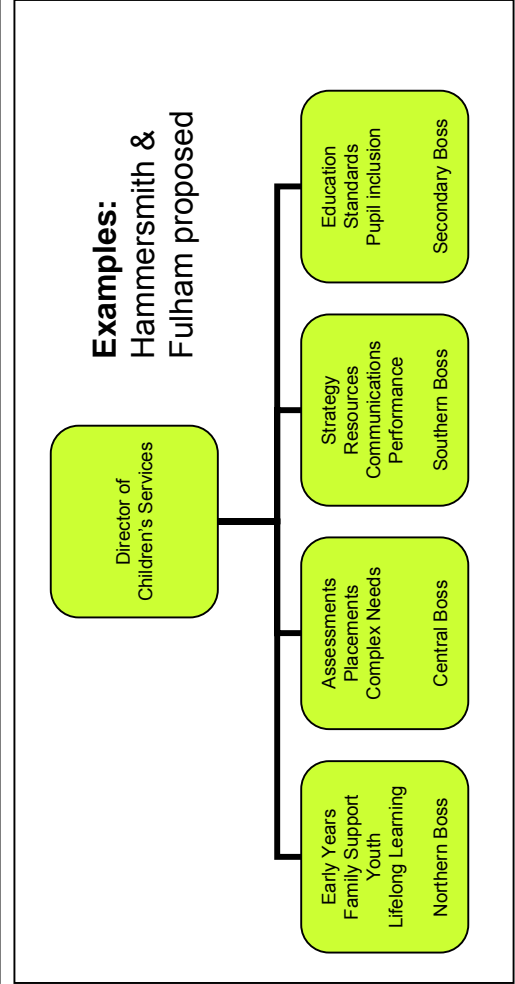 Examples:
Hammersmith &
Fulham proposed
Director of
Children’s Services
Early Years
Family Support
Youth
Lifelong Learning
Northern Boss
Assessments
Placements
Complex Needs
Central Boss
Strategy
Resources
Communications
Performance
Southern Boss
Education
Standards
Pupil inclusion
Secondary Boss